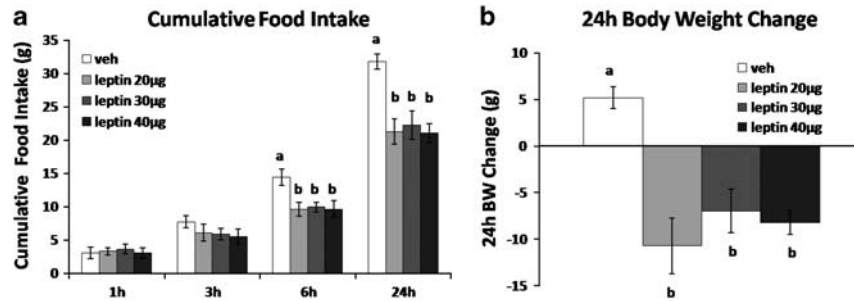 a
Cumulative Food Intake
Cumulative Food Intake (g)
35
30
25
20
15
10
5
0
veh
leptin 20µg
leptin 30µg
leptin 40µg
a
b b b
a
b b b
1h 3h 6h 24h
b
24h Body Weight Change
24h BW Change (g)
10
5
0
-5
-10
-15
a
veh
leptin 20µg
leptin 30µg
leptin 40µg
b
b
b